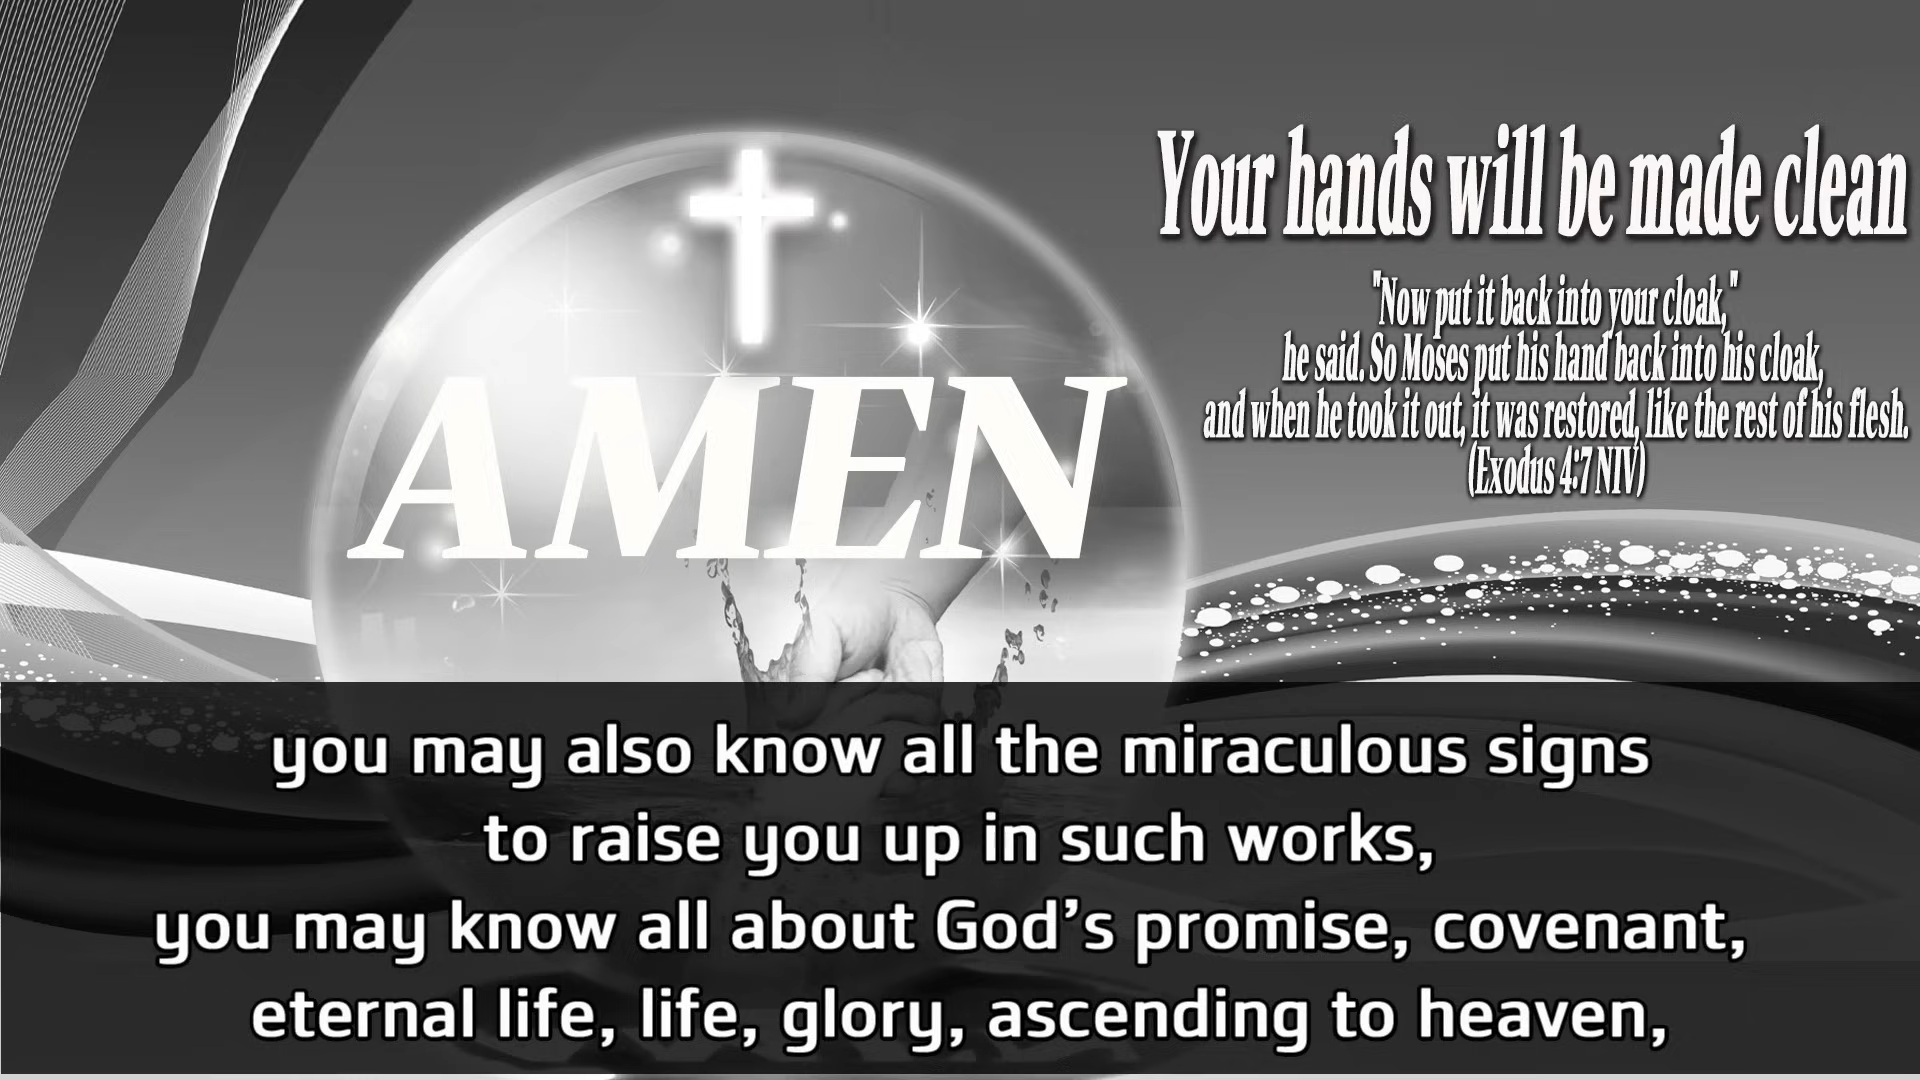 AMEN
Your hands will be made clean
"Now put it back into your cloak,"
he said. So Moses put his hand back into his cloak,
and when he took it out, it was restored, like the rest of his flesh.
(Exodus 4:7 NIV)
you may also know all the miraculous signs
to raise you up in such works,
you may know all about God’s promise, covenant,
eternal life, life, glory, ascending to heaven,